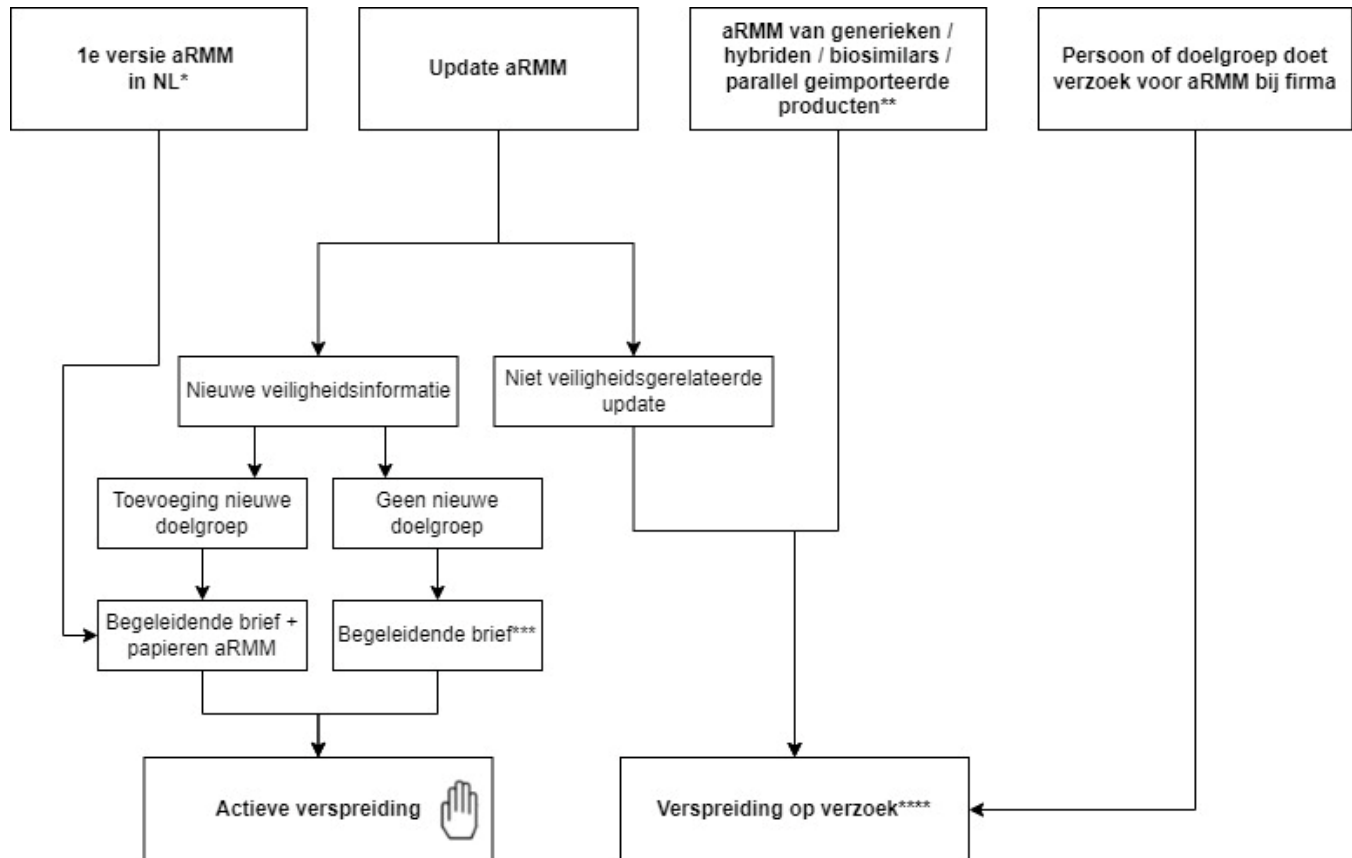 1e versie aRMM
in NL*
Update aRMM
aRMM van generieken /
hybriden / biosimilars /
parallel geimporteerde
producten**
Persoon of doelgroep doet
verzoek voor aRMM bij firma
Nieuwe veiligheidsinformatie
Niet veiligheidsgerelateerde
update
Toevoeging nieuwe
doelgroep
Geen nieuwe
doelgroep
Begeleidende brief +
papieren aRMM
Begeleidende brief***
Actieve verspreiding
Verspreiding op verzoek****